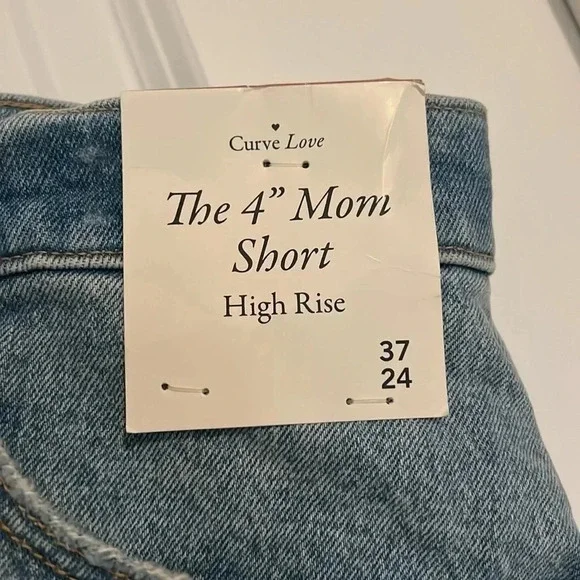 Curve Love
The 4” Mom
Short
High Rise
37
24